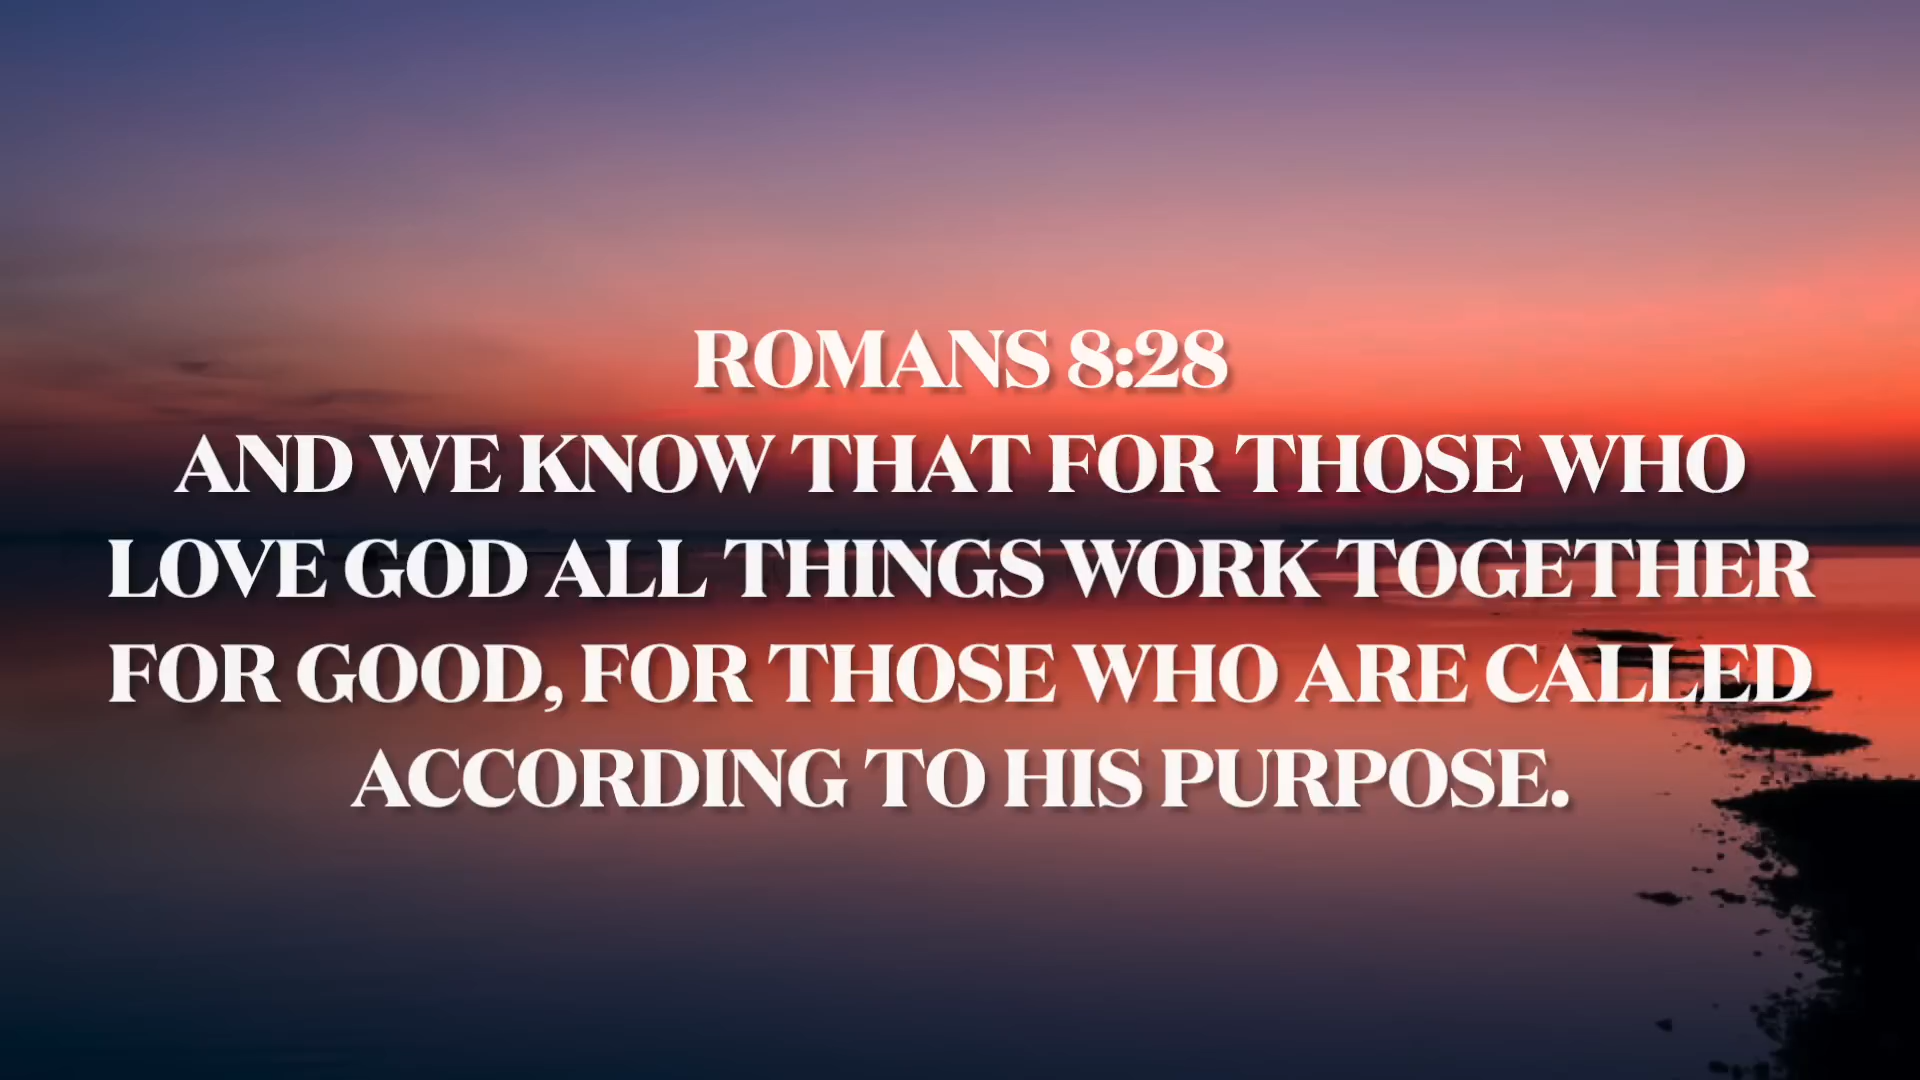 ROMANS 8:28
AND WE KNOW THAT FOR THOSE WHO
LOVE GOD ALL THINGS WORK TOGETHER
FOR GOOD, FOR THOSE WHO ARE CALLED
ACCORDING TO HIS PURPOSE.